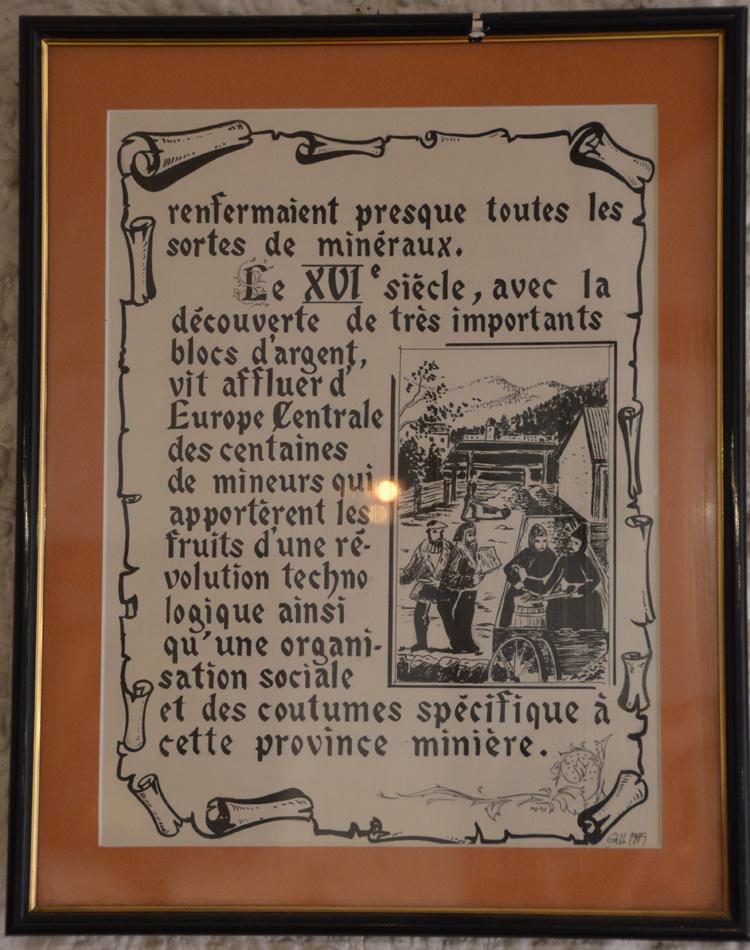 renfermaient presque toutes les
sortes de minéraux.
Le XVIe siècle, avec la
découverte de très importants
blocs d'argent,
vit affluer d'
Europe Centrale
des centaines
de mineurs qui
apportèrent les
fruits d'une ré-
volution techno
logique ainsi
qu'une organi-
sation sociale
et des coutumes spécifique à
cette province minière.